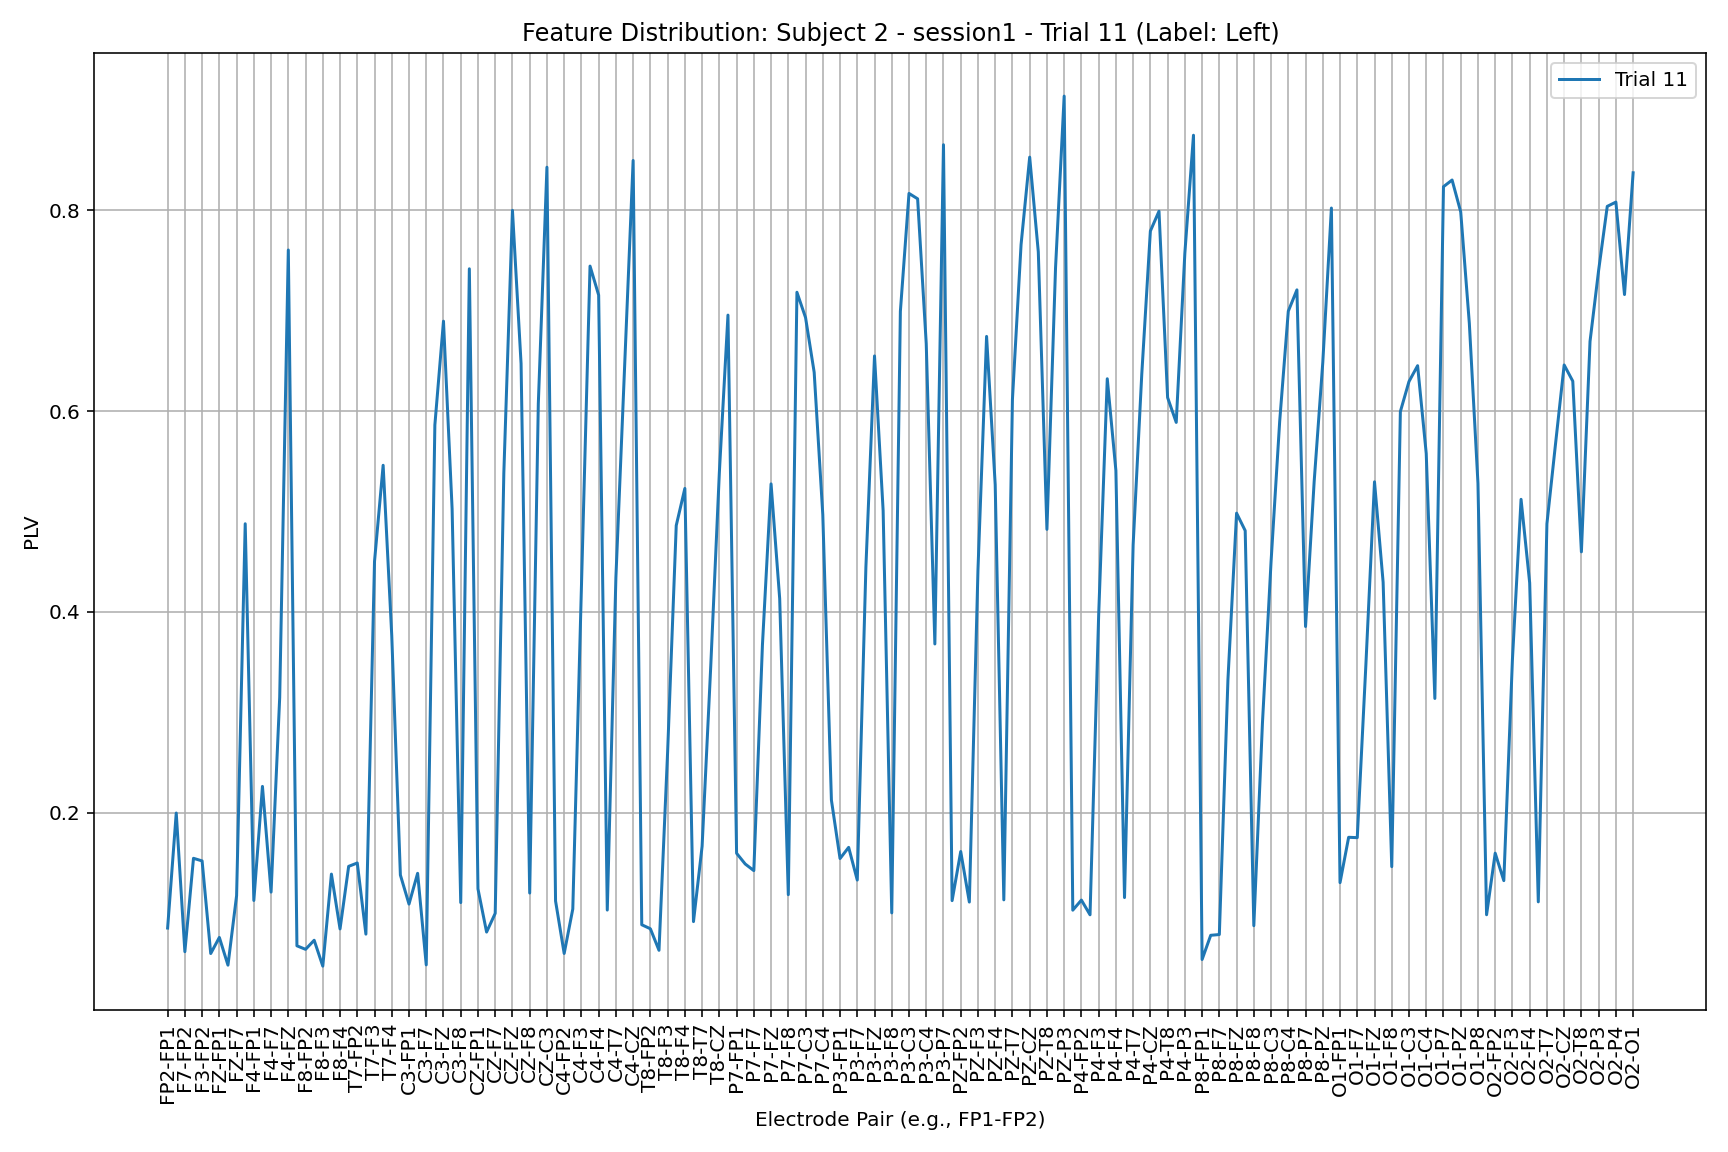 Feature Distribution: Subject 2 - session1 - Trial 11 (Label: Left)
Trial 11
PLV
0.8
0.6
0.4
0.2
FP2-FP1
F7-FP2
F3-FP2
FZ-FP1
FZ-F7
F4-FP1
F4-F7
F4-FZ
F8-FP2
F8-F3
F8-F4
T7-FP2
T7-F3
T7-F4
C3-FP1
C3-F7
C3-FZ
C3-F8
CZ-FP1
CZ-F7
CZ-FZ
CZ-F8
CZ-C3
C4-FP2
C4-F3
C4-F4
C4-T7
C4-CZ
T8-FP2
T8-F3
T8-F4
T8-T7
T8-CZ
P7-FP1
P7-F7
P7-FZ
P7-F8
P7-C3
P7-C4
P3-FP1
P3-F7
P3-FZ
P3-F8
P3-C3
P3-C4
P3-P7
PZ-FP2
PZ-F3
PZ-F4
PZ-T7
PZ-CZ
PZ-T8
PZ-P3
P4-FP2
P4-F3
P4-F4
P4-T7
P4-CZ
P4-T8
P4-P3
P8-FP1
P8-F7
P8-FZ
P8-F8
P8-C3
P8-C4
P8-P7
P8-PZ
O1-FP1
O1-F7
O1-FZ
O1-F8
O1-C3
O1-C4
O1-P7
O1-PZ
O1-P8
O2-FP2
O2-F3
O2-F4
O2-T7
O2-CZ
O2-T8
O2-P3
O2-P4
O2-O1
Electrode Pair (e.g., FP1-FP2)